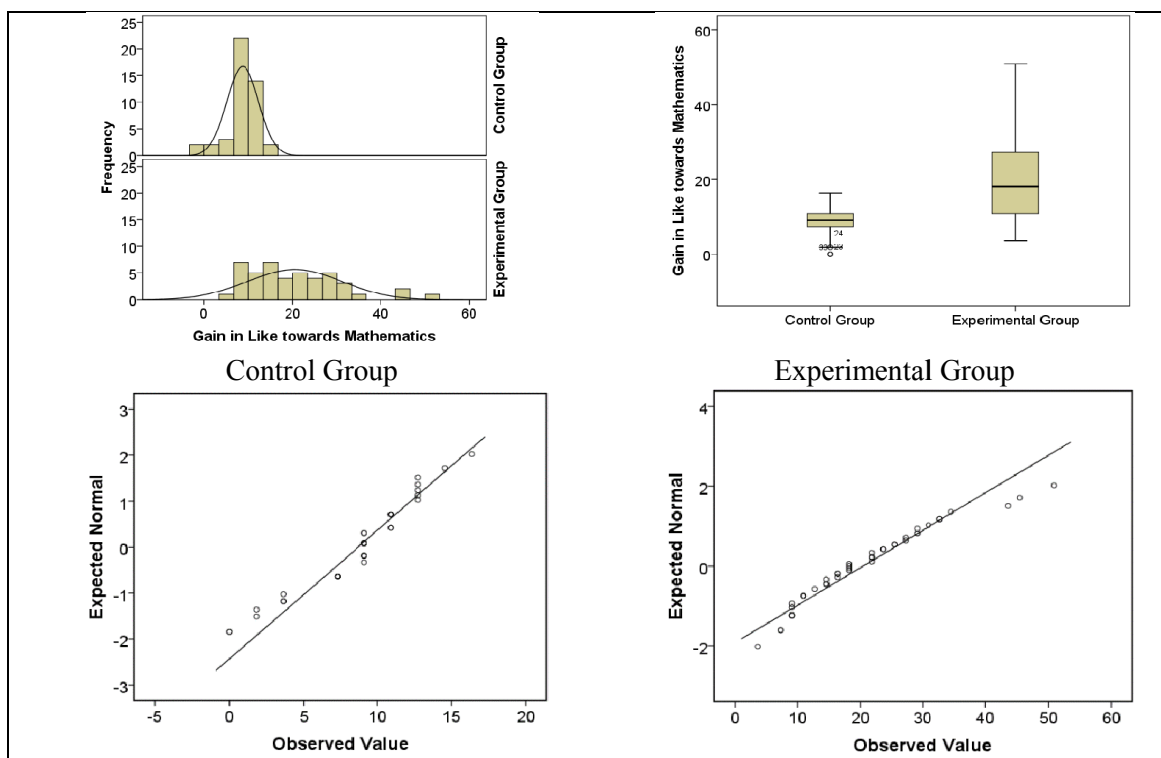 25
20
15
10
5
0
Control Group
Frequency
25
20
15
10
5
0
Experimental Group
0 20 40 60
Gain in Like towards Mathematics
60
40
20
0
Gain in Like towards Mathematics
24
Control Group Experimental Group
Control Group
3
2
1
0
-1
-2
-3
Expected Normal
-5 0 5 10 15 20
Observed Value
Experimental Group
4
2
0
-2
Expected Normal
0 10 20 30 40 50 60
Observed Value